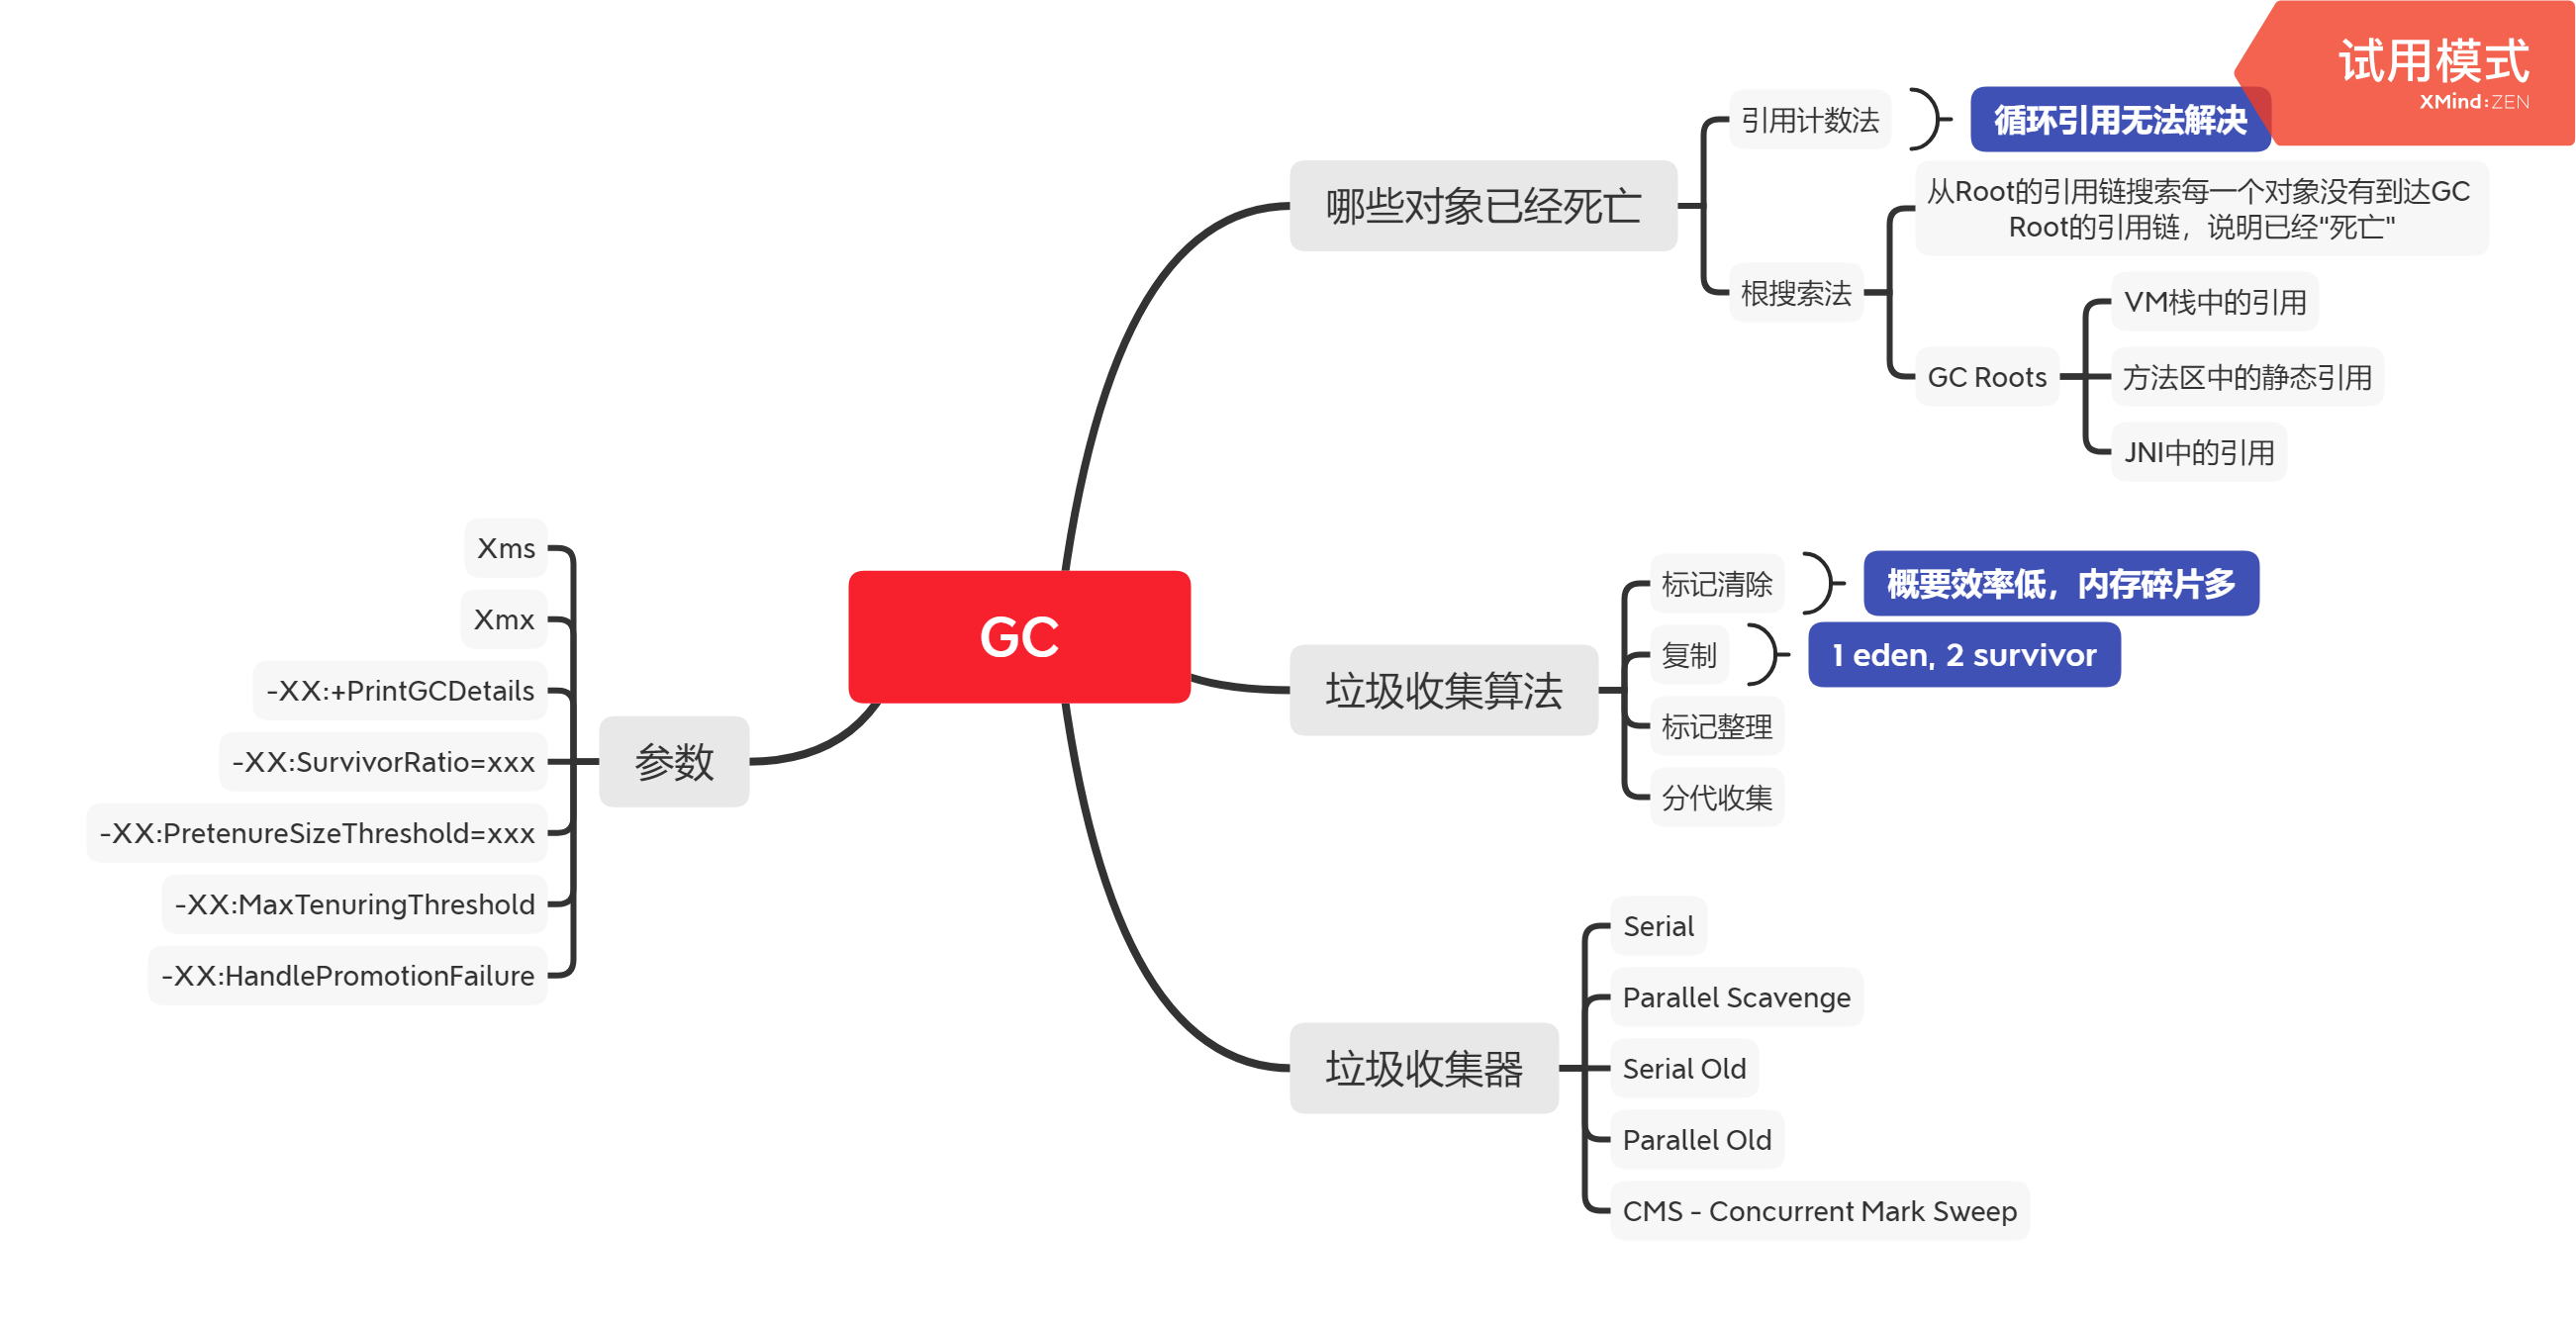 试用模式
XMind:ZEN
引用计数法
循环引用无法解决
哪些对象已经死亡
从Root的引用链搜索每一个对象没有到达GC
Root的引用链，说明已经"死亡"
根搜索法
VM栈中的引用
GC Roots
方法区中的静态引用
JNI中的引用
GC
标记清除
概要效率低，内存碎片多
复制
1 eden, 2 survivor
垃圾收集算法
标记整理
分代收集
Serial
Parallel Scavenge
垃圾收集器
Serial Old
Parallel Old
CMS - Concurrent Mark Sweep
Xms
Xmx
-XX:+PrintGCDetails
-XX:SurvivorRatio=xxx
参数
-XX:PretenureSizeThreshold=xxx
-XX:MaxTenuringThreshold
-XX:HandlePromotionFailure